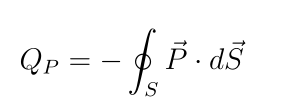 $Q_P = -\oint_S \vec{P} \cdot d\vec{S}$